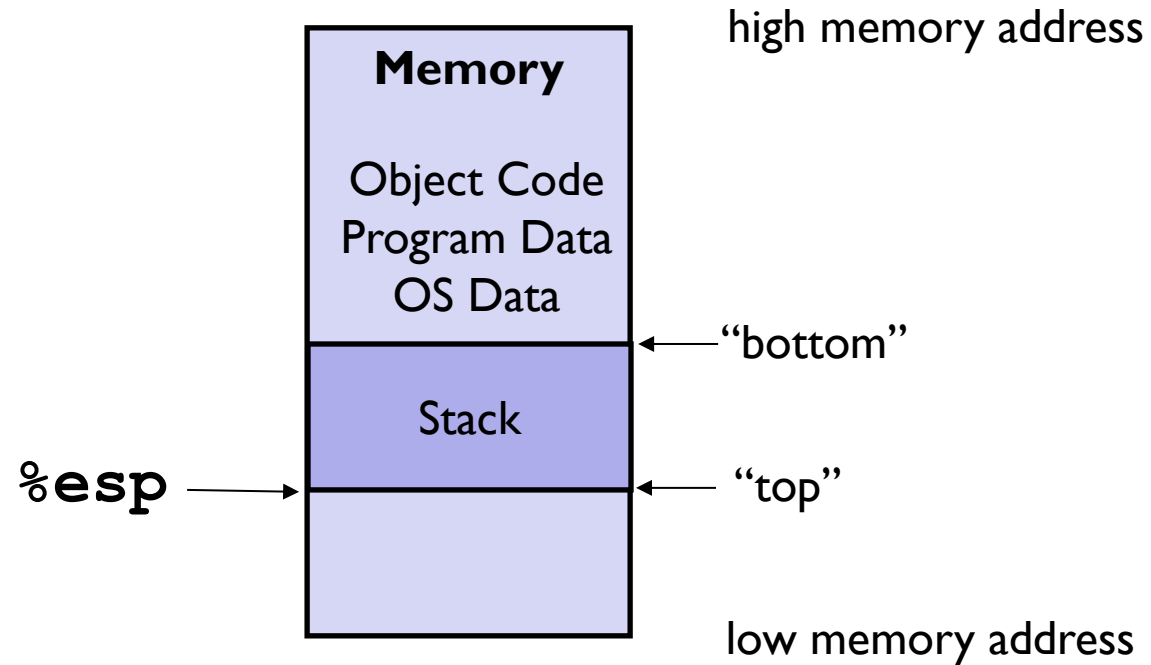 high memory address
Memory
Object Code
Program Data
OS Data
“bottom”
Stack
%esp
“top”
low memory address